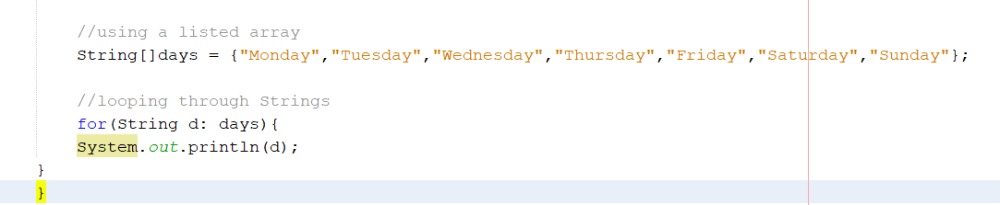 //using a listed array
String[]days = {"Monday","Tuesday","Wednesday","Thursday","Friday","Saturday","Sunday"};
//looping through Strings
for(String d: days){
System.out.println(d);
}
}